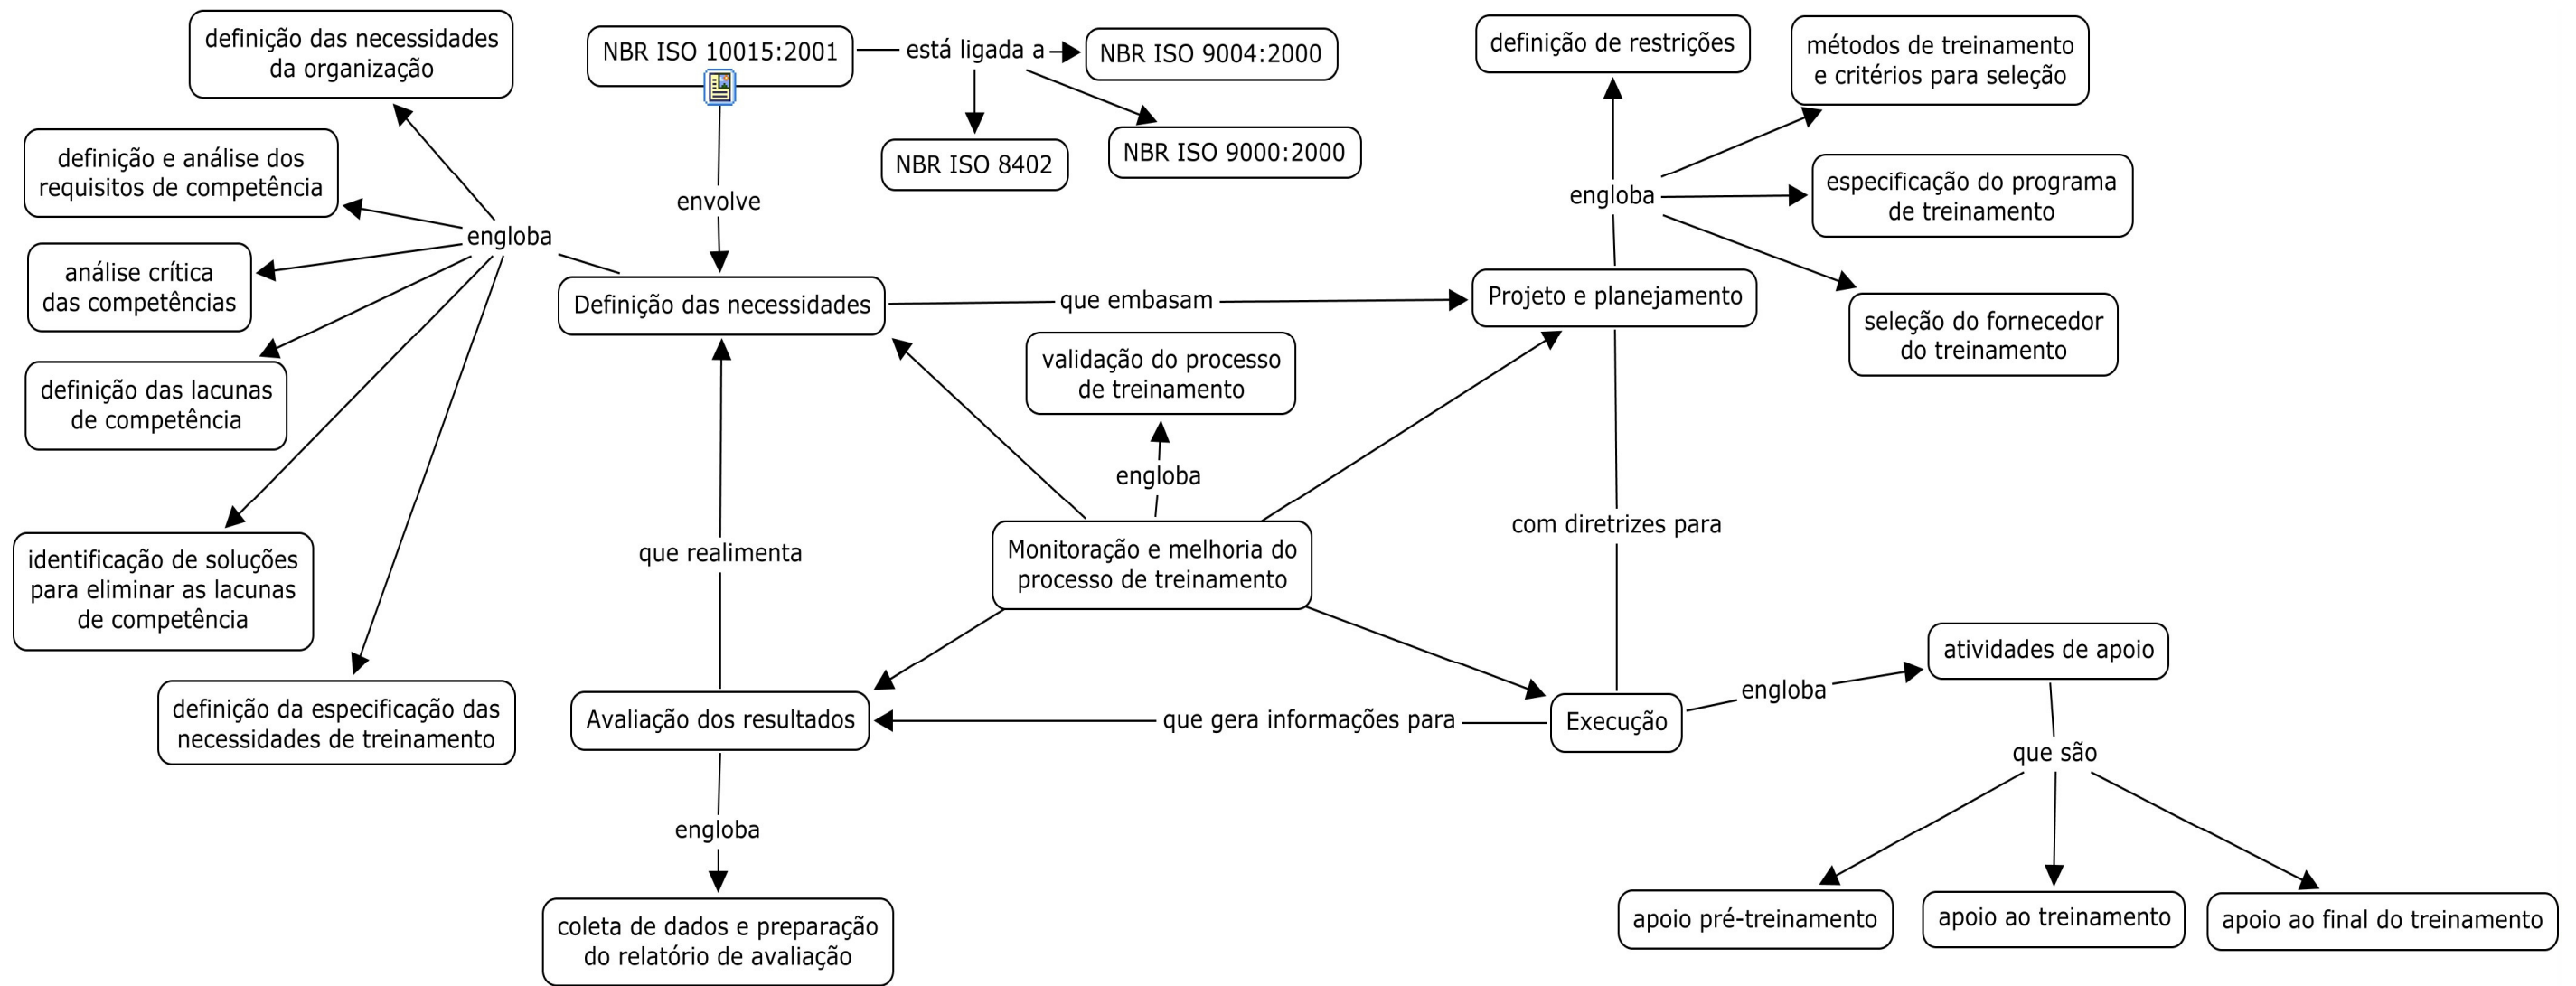 definição das necessidades
da organização
NBR ISO 10015:2001
está ligada a
NBR ISO 9004:2000
NBR ISO 8402
NBR ISO 9000:2000
definição de restrições
métodos de treinamento
e critérios para seleção
definição e análise dos
requisitos de competência
envolve
engloba
especificação do programa
de treinamento
engloba
análise crítica
das competências
Definição das necessidades
que embasam
Projeto e planejamento
seleção do fornecedor
do treinamento
validação do processo
de treinamento
definição das lacunas
de competência
engloba
com diretrizes para
que realimenta
Monitoração e melhoria do
processo de treinamento
identificação de soluções
para eliminar as lacunas
de competência
atividades de apoio
engloba
definição da especificação das
necessidades de treinamento
Avaliação dos resultados
que gera informações para
Execução
que são
engloba
coleta de dados e preparação
do relatório de avaliação
apoio pré-treinamento
apoio ao treinamento
apoio ao final do treinamento